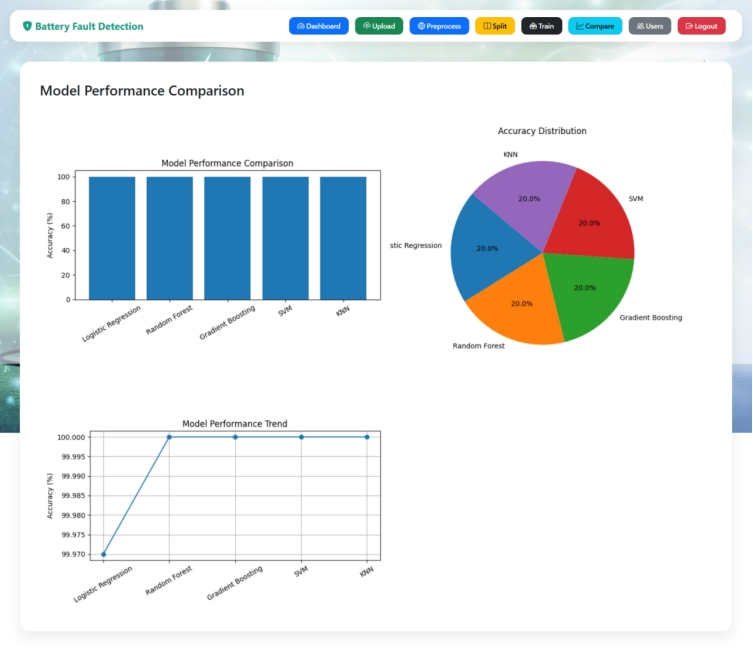 Battery Fault Detection
Dashboard
Upload
Preprocess
Split
Train
Compare
Users
Logout
Model Performance Comparison
Model Performance Comparison
Accuracy (%)
100
80
60
40
20
0
Logistic Regression
Random Forest
Gradient Boosting
SVM
KNN
Accuracy Distribution
KNN
SVM
stic Regression
Gradient Boosting
Random Forest
20.0%
20.0%
20.0%
20.0%
20.0%
Model Performance Trend
Accuracy (%)
100.000
99.995
99.990
99.985
99.980
99.975
99.970
Logistic Regression
Random Forest
Gradient Boosting
SVM
KNN